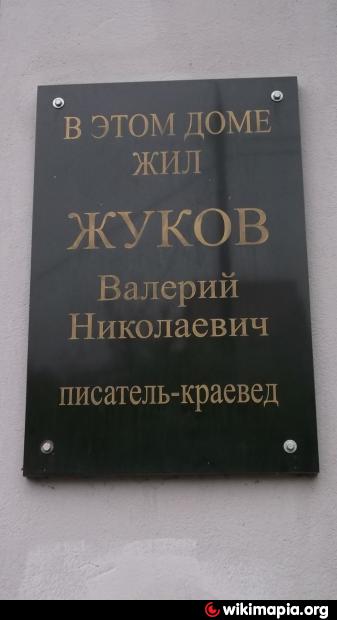 В ЭТОМ ДОМЕ
ЖИЛ
ЖУКОВ
Валерий
Николаевич
писатель-краевед
wikimapia.org